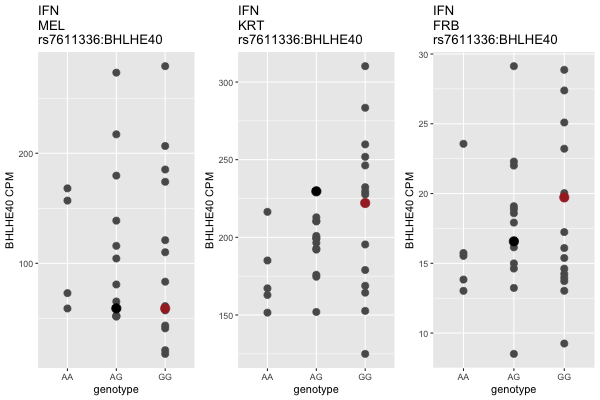 IFN
MEL
rs7611336:BHLHE40
BHLHE40 CPM
200
100
AA
AG
GG
genotype
IFN
KRT
rs7611336:BHLHE40
BHLHE40 CPM
300
250
200
150
AA
AG
GG
genotype
IFN
FRB
rs7611336:BHLHE40
BHLHE40 CPM
30
25
20
15
10
AA
AG
GG
genotype